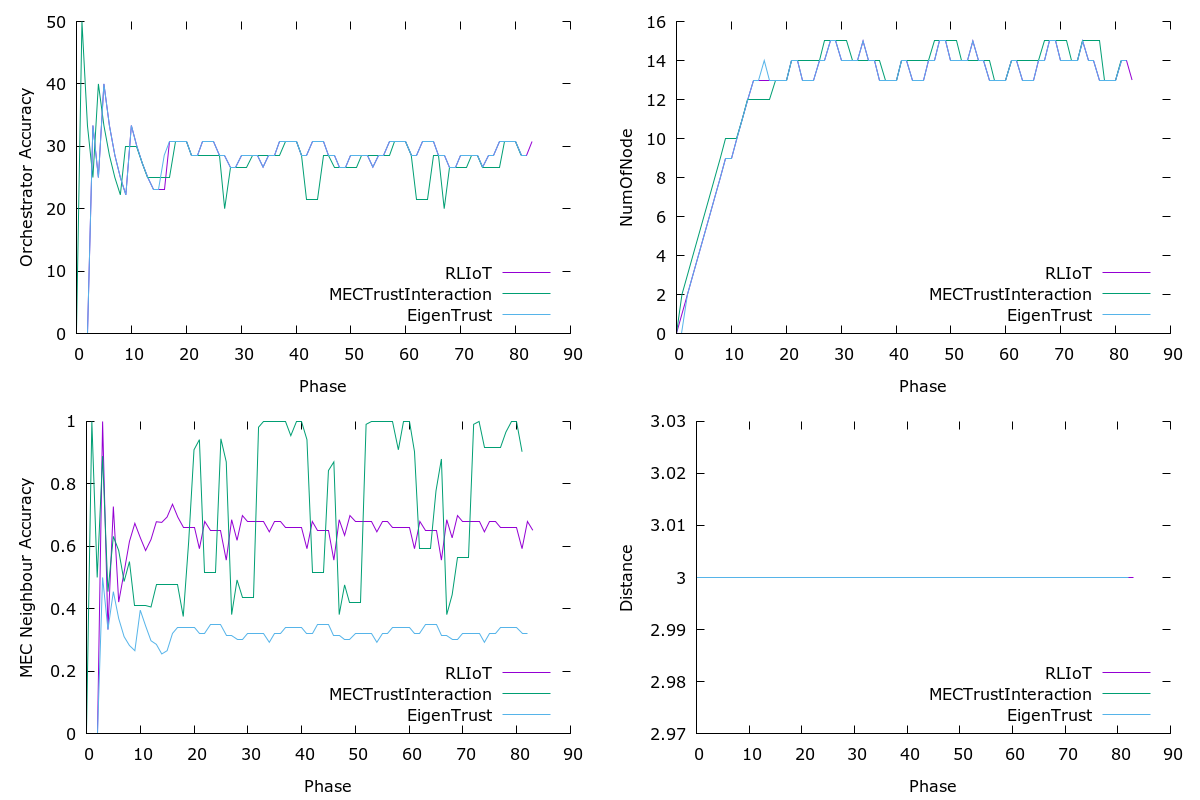 50
40
30
20
10
0
Orchestrator Accuracy
RLIoT
MECTrustInteraction
EigenTrust
0 10 20 30 40 50 60 70 80 90
Phase
16
14
12
10
8
6
4
2
0
NumOfNode
RLIoT
MECTrustInteraction
EigenTrust
0 10 20 30 40 50 60 70 80 90
Phase
1
0.8
0.6
0.4
0.2
0
MEC Neighbour Accuracy
RLIoT
MECTrustInteraction
EigenTrust
0 10 20 30 40 50 60 70 80 90
Phase
3.03
3.02
3.01
3
2.99
2.98
2.97
Distance
RLIoT
MECTrustInteraction
EigenTrust
0 10 20 30 40 50 60 70 80 90
Phase